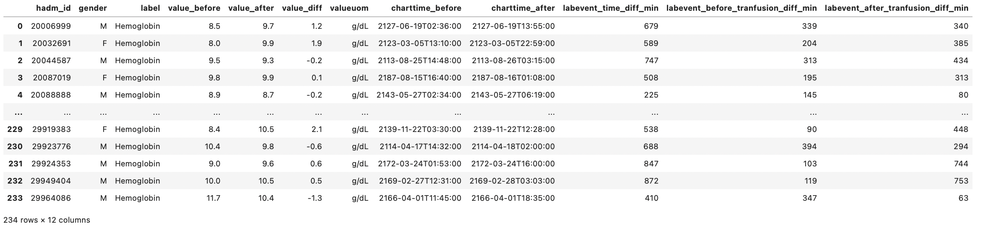 hadm_id gender label value_before value_after value_diff valueuom charttime_before charttime_after labevent_time_diff_min labevent_before_tranfusion_diff_min labevent_after_tranfusion_diff_min
0 20006999 M Hemoglobin 8.5 9.7 1.2 g/dL 2127-06-19T02:36:00 2127-06-19T13:55:00 679 339 340
1 20032691 F Hemoglobin 8.0 9.9 1.9 g/dL 2123-03-05T13:10:00 2123-03-05T22:59:00 589 204 385
2 20044587 M Hemoglobin 9.5 9.3 -0.2 g/dL 2113-08-25T14:48:00 2113-08-26T03:15:00 747 313 434
3 20087019 F Hemoglobin 9.8 9.9 0.1 g/dL 2187-08-15T16:40:00 2187-08-16T01:08:00 508 195 313
4 20088888 M Hemoglobin 8.9 8.7 -0.2 g/dL 2143-05-27T02:34:00 2143-05-27T06:19:00 225 145 80
... ... ... ... ... ... ... ... ... ... ... ... ...
229 29919383 F Hemoglobin 8.4 10.5 2.1 g/dL 2139-11-22T03:30:00 2139-11-22T12:28:00 538 90 448
230 29923776 M Hemoglobin 10.4 9.8 -0.6 g/dL 2114-04-17T14:32:00 2114-04-18T02:00:00 688 394 294
231 29924353 M Hemoglobin 9.0 9.6 0.6 g/dL 2172-03-24T01:53:00 2172-03-24T16:00:00 847 103 744
232 29949404 M Hemoglobin 10.0 10.5 0.5 g/dL 2169-02-27T12:31:00 2169-02-28T03:03:00 872 119 753
233 29964086 M Hemoglobin 11.7 10.4 -1.3 g/dL 2166-04-01T11:45:00 2166-04-01T18:35:00 410 347 63
234 rows × 12 columns